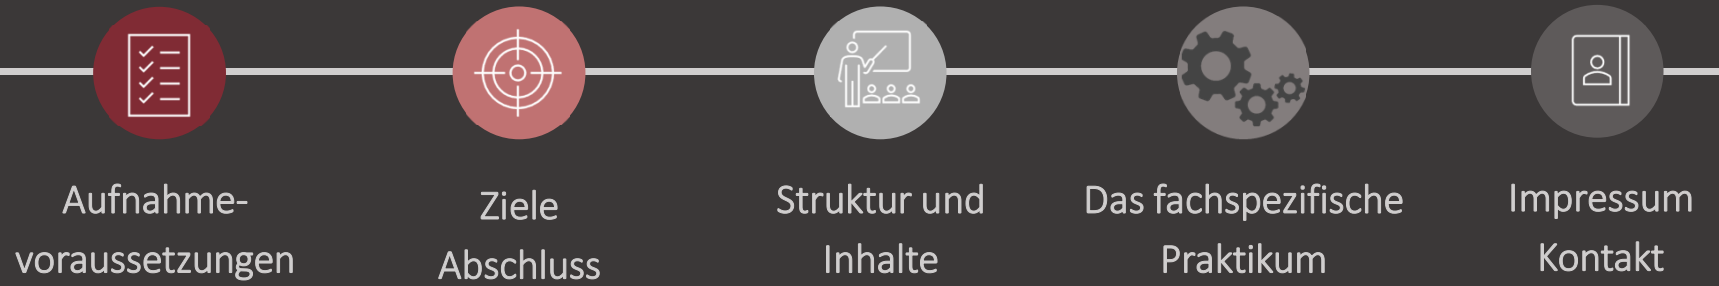 Aufnahme-
voraussetzungen
Ziele
Abschluss
Struktur und
Inhalte
Das fachspezifische
Praktikum
Impressum
Kontakt